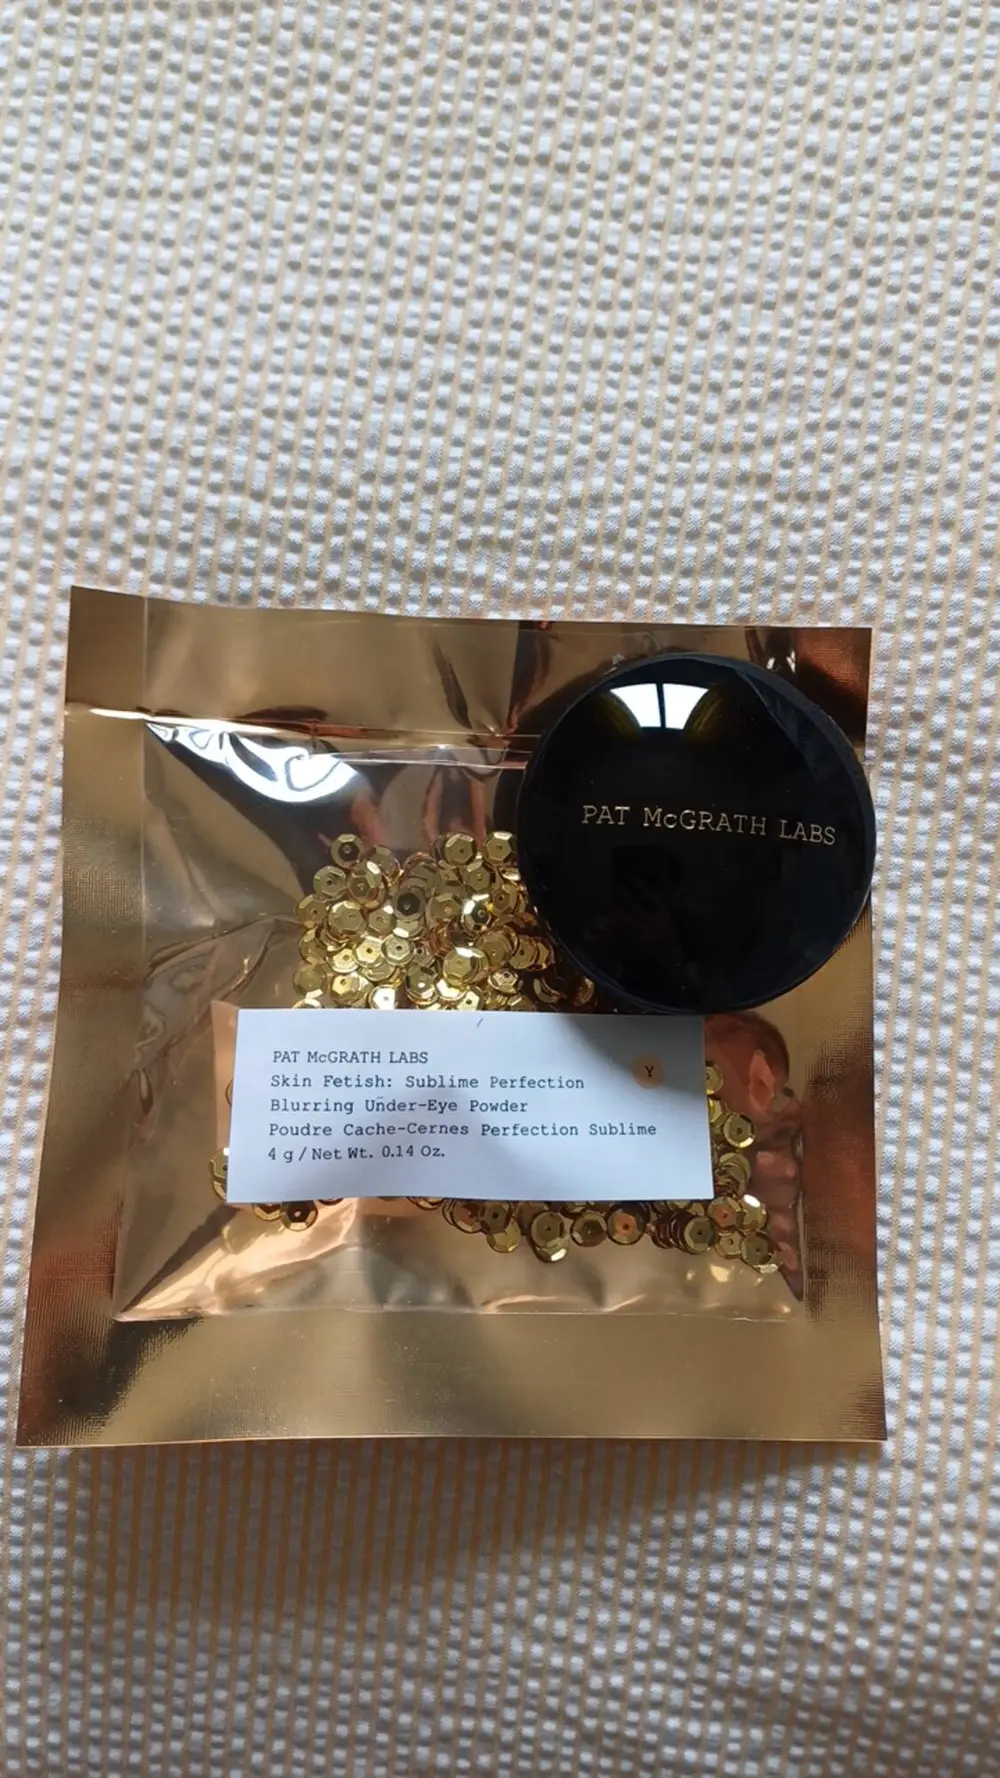 PAT McGRATH LABS
PAT McGRATH LABS
Skin Fetish: Sublime Perfection
Blurring Under-Eye Powder
Poudre Cache-Cernes Perfection Sublime
4 g / Net Wt. 0.14 Oz.
Y